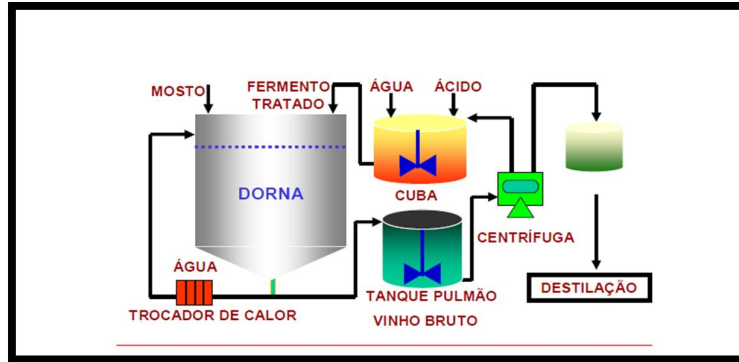 MOSTO
FERMENTO
TRATADO
ÁGUA
ÁCIDO
DORNA
CUBA
CENTRÍFUGA
ÁGUA
TROCADOR DE CALOR
TANQUE PULMÃO
VINHO BRUTO
DESTILAÇÃO